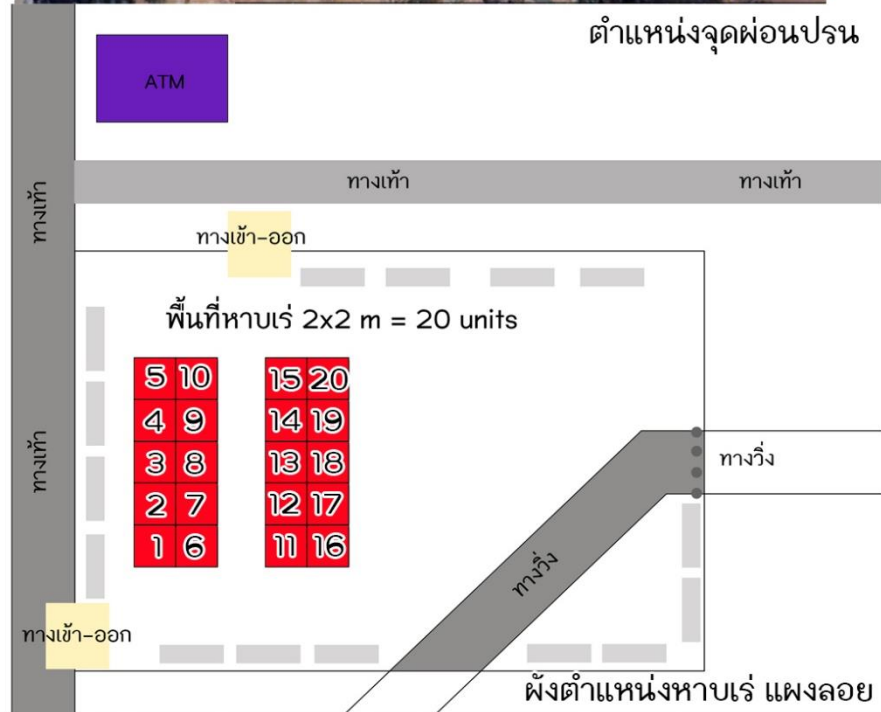 ตำแหน่งจุดผ่อนปรน
ATM
ทางเท้า
ทางเท้า
ทางเท้า
ทางเข้า-ออก
พื้นที่หาบเร่ 2x2 m = 20 units
5 10 15 20
4 9 14 19
3 8 13 18
2 7 12 17
1 6 11 16
ทางเท้า
ทางวิ่ง
ทางวิ่ง
ทางเข้า-ออก
ผังตำแหน่งหาบเร่ แผงลอย